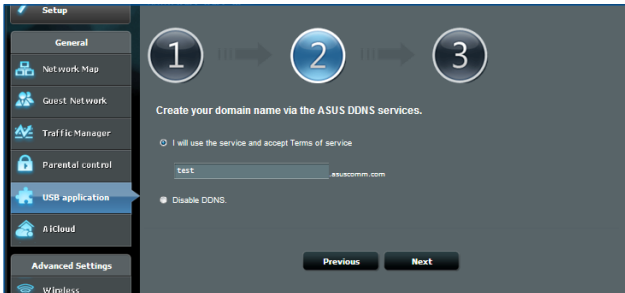 Setup
General
Network Map
Guest Network
Traffic Manager
Parental control
USB application
AiCloud
Advanced Settings
Wireless
1
2
3
Create your domain name via the ASUS DDNS services.
I will use the service and accept Terms of service
test
.asuscomm.com
Disable DDNS.
Previous
Next